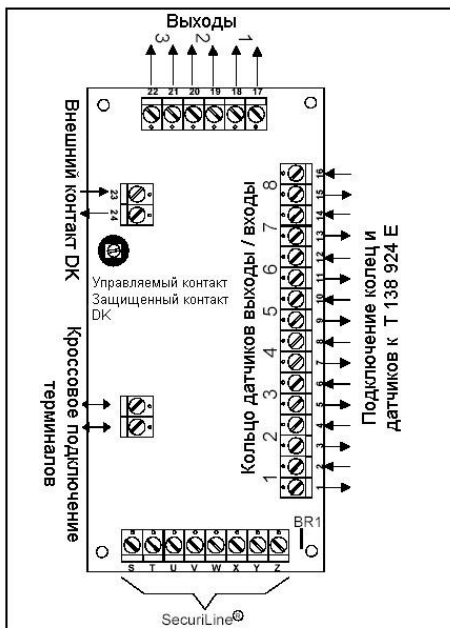 Выходы
3 2 1
22 21 20 19 18 17
Внешний контакт DK
23
24
Управляемый контакт
Защищенный контакт
DK
Кроссовое подключение
терминалов
Кольцо датчиков выходы / входы
8
7
6
5
4
3
2
1
16
15
14
13
12
11
10
9
8
7
6
5
4
3
2
1
Подключение колец и
датчиков к T 138 924 E
BR1
S T U V W X Y Z
SecuriLine®